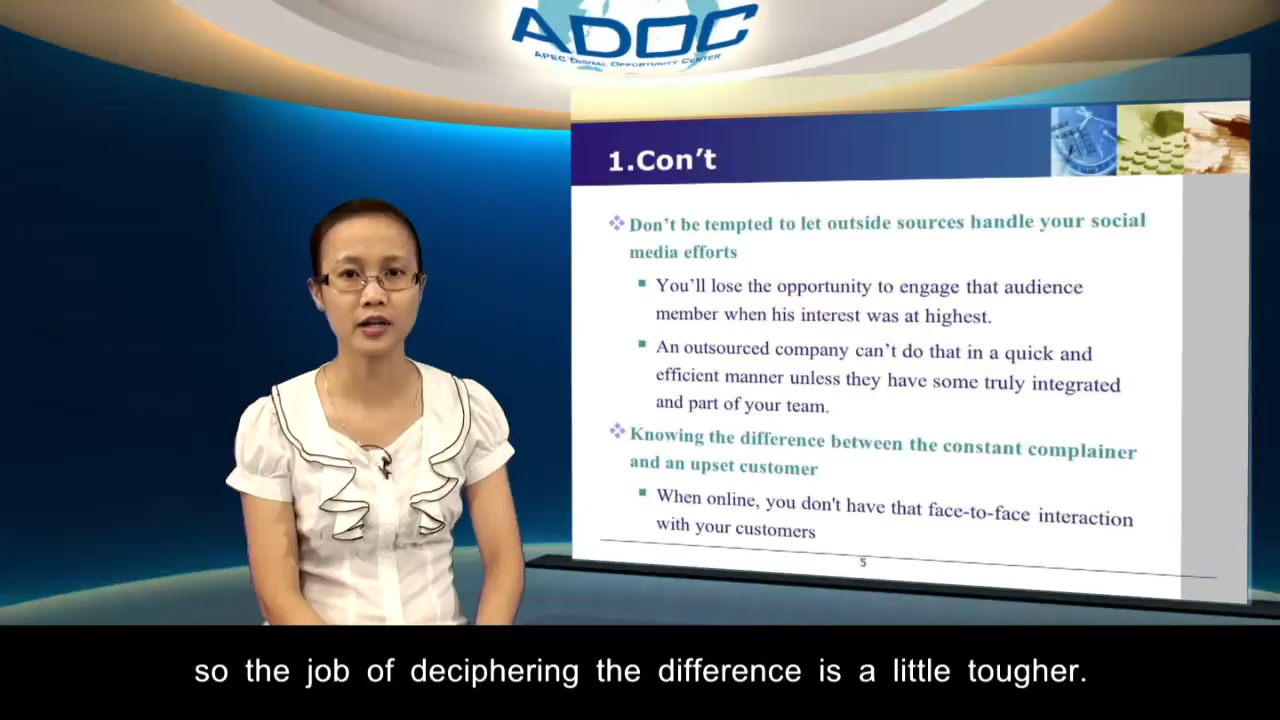 ADOC
APEC DIGITAL OPPORTUNITY CENTER
1.Con't
Don't be tempted to let outside sources handle your social
media efforts
You'll lose the opportunity to engage that audience
member when his interest was at highest.
An outsourced company can't do that in a quick and
efficient manner unless they have some truly integrated
and part of your team.
Knowing the difference between the constant complainer
and an upset customer
When online, you don't have that face-to-face interaction
with your customers
5
so the job of deciphering the difference is a little tougher.